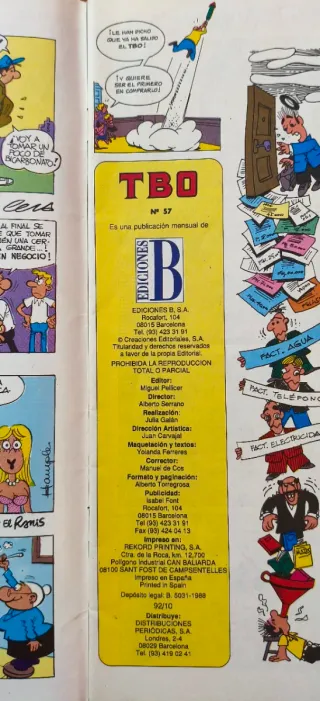 ¡LE HAN DICHO
QUE YA HA SALIDO
EL TBO!
¡Y QUIERE
SER EL PRIMERO
EN COMPRARLO!
¡VOY A
TOMAR UN
POCO DE
BICARBONATO!
AL FINAL SE
QUE TOMAR
BIÉN UNA CER-
A, GRANDE...!
EN NEGOCIO!
CA
EL RANIS
TBO
Nº 57
Es una publicación mensual de
EDICIONES
B
EDICIONES B, S.A.
Rocafort, 104
08015 Barcelona
Tel. (93) 423 31 91
© Creaciones Editoriales, S.A.
Titularidad y derechos reservados
a favor de la propia Editorial.
PROHIBIDA LA REPRODUCCION
TOTAL O PARCIAL
Editor:
Miguel Pellicer
Director:
Alberto Serrano
Realización:
Julia Galán
Dirección Artística:
Juan Carvajal
Maquetación y textos:
Yolanda Ferreres
Corrector:
Manuel de Cos
Formato y paginación:
Alberto Torregrosa
Publicidad:
Isabel Font
Rocafort, 104
08015 Barcelona
Tel (93) 423 31 91
Fax (93) 424 04 13
Impreso en:
REKORD PRINTING, S.A.
Ctra. de la Roca, km. 12,700
Polígono Industrial CAN BALIARDA
08100 SANT FOST DE CAMPSENTELLES
Impreso en España
Printed in Spain
Depósito legal: B. 5031-1988
92/10
Distribuye:
DISTRIBUCIONES
PERIÓDICAS, S.A.
Londres, 2-4
08029 Barcelona
Tel. (93) 419 02 41
FACT. AGUA
FACT. TELÉFONO
FACT. ELECTRICIDA